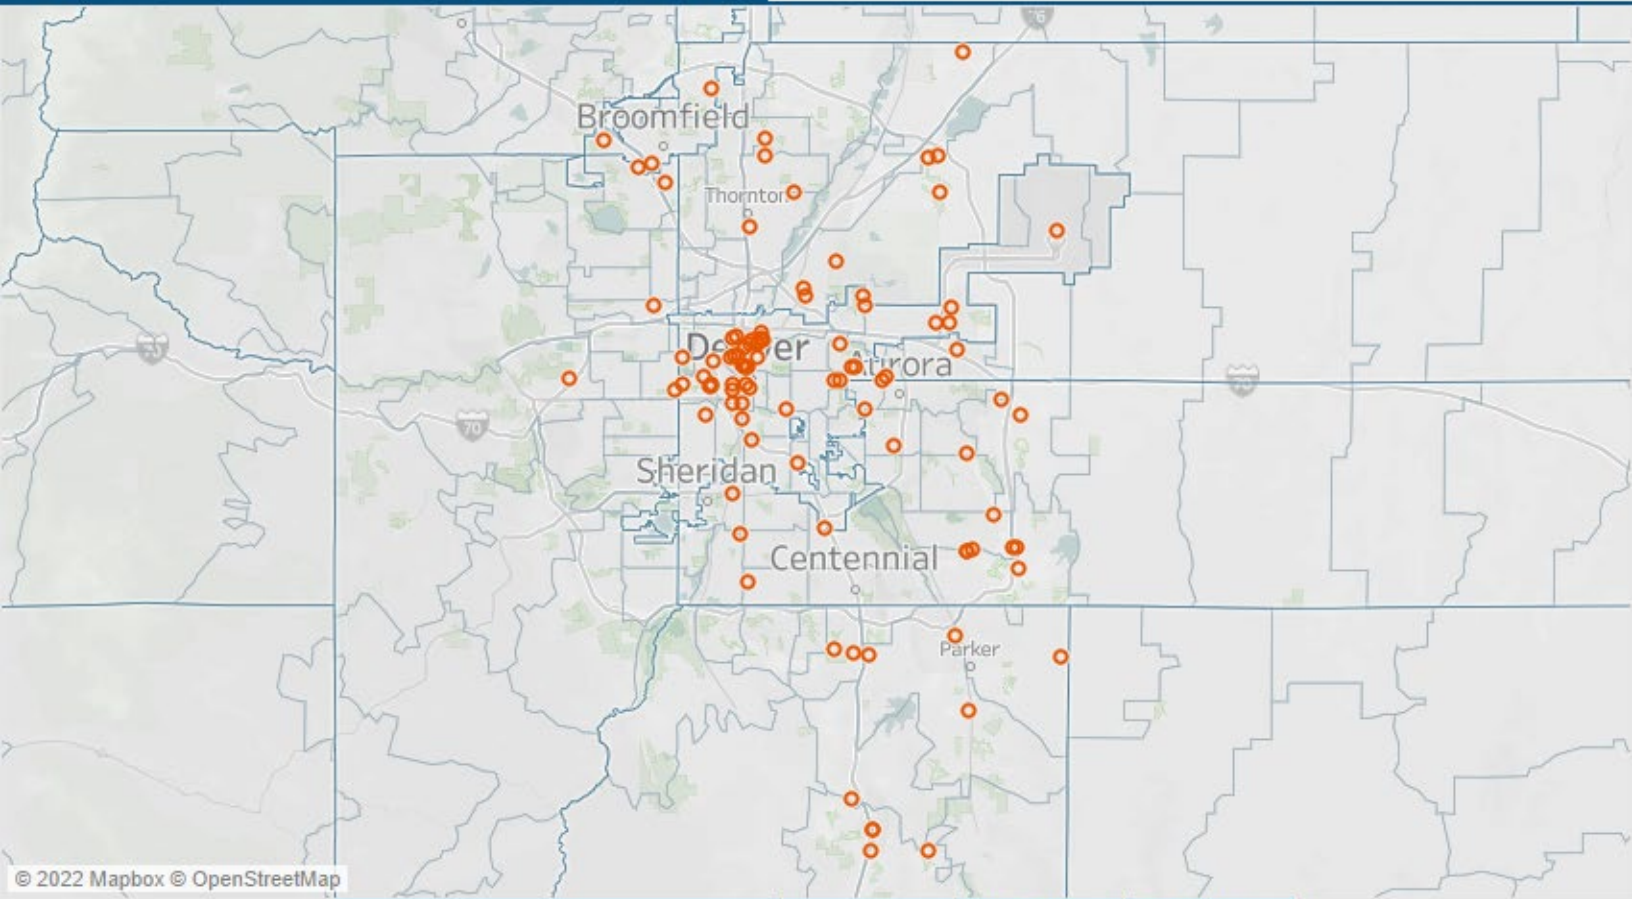 76
Broomfield
Thornton
Denver
70
Aurora
70
70
Sheridan
Centennial
Parker
© 2022 Mapbox © OpenStreetMap